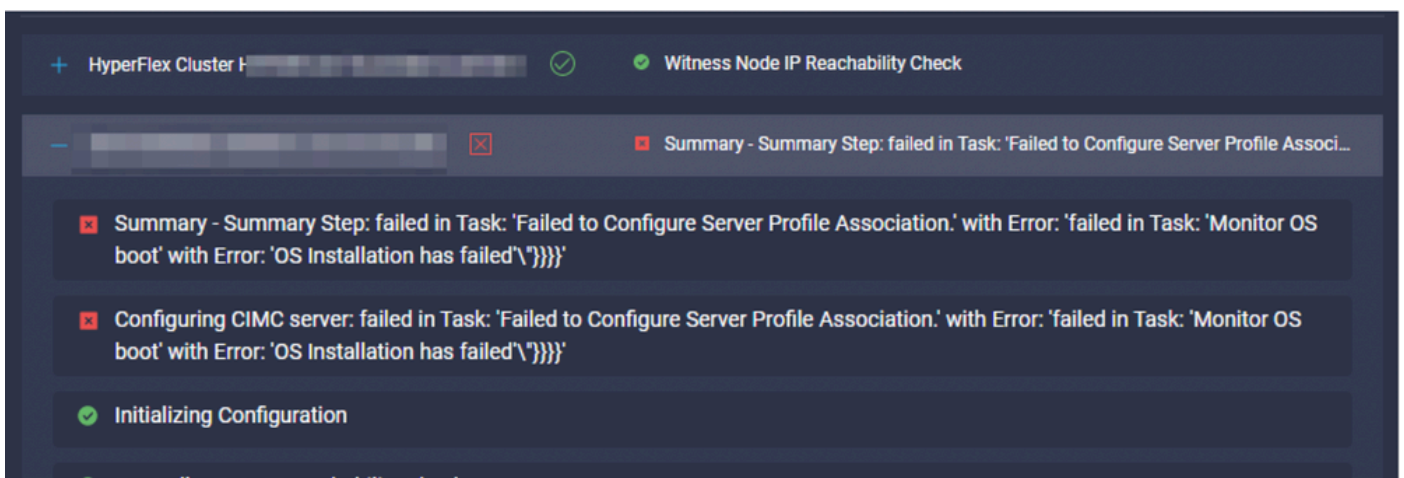 HyperFlex Cluster H
Witness Node IP Reachability Check
Summary - Summary Step: failed in Task: 'Failed to Configure Server Profile Associ...
Summary - Summary Step: failed in Task: 'Failed to Configure Server Profile Association.' with Error: 'failed in Task: 'Monitor OS
boot' with Error: 'OS Installation has failed'\"}}}}'
Configuring CIMC server: failed in Task: 'Failed to Configure Server Profile Association.' with Error: 'failed in Task: 'Monitor OS
boot' with Error: 'OS Installation has failed'\"}}}}'
Initializing Configuration